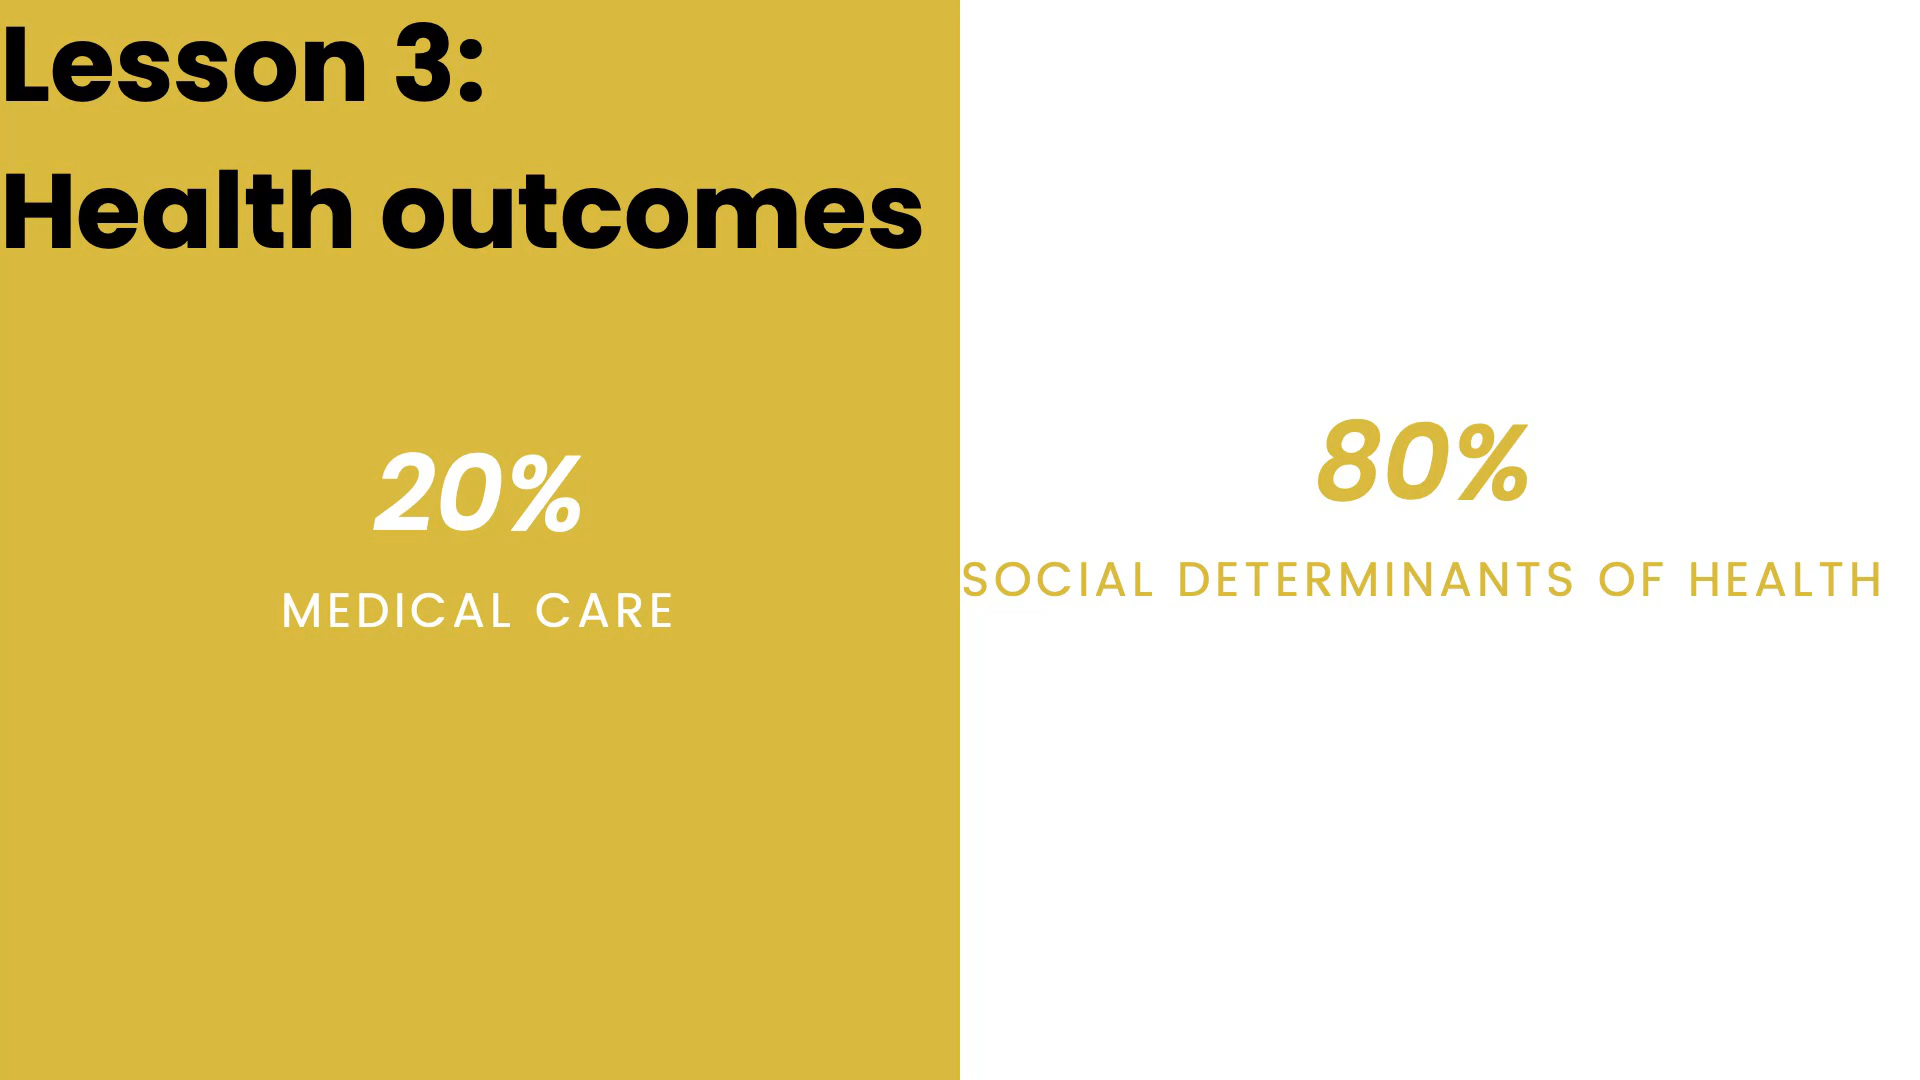 Lesson 3:
Health outcomes
20%
MEDICAL CARE
80%
SOCIAL DETERMINANTS OF HEALTH